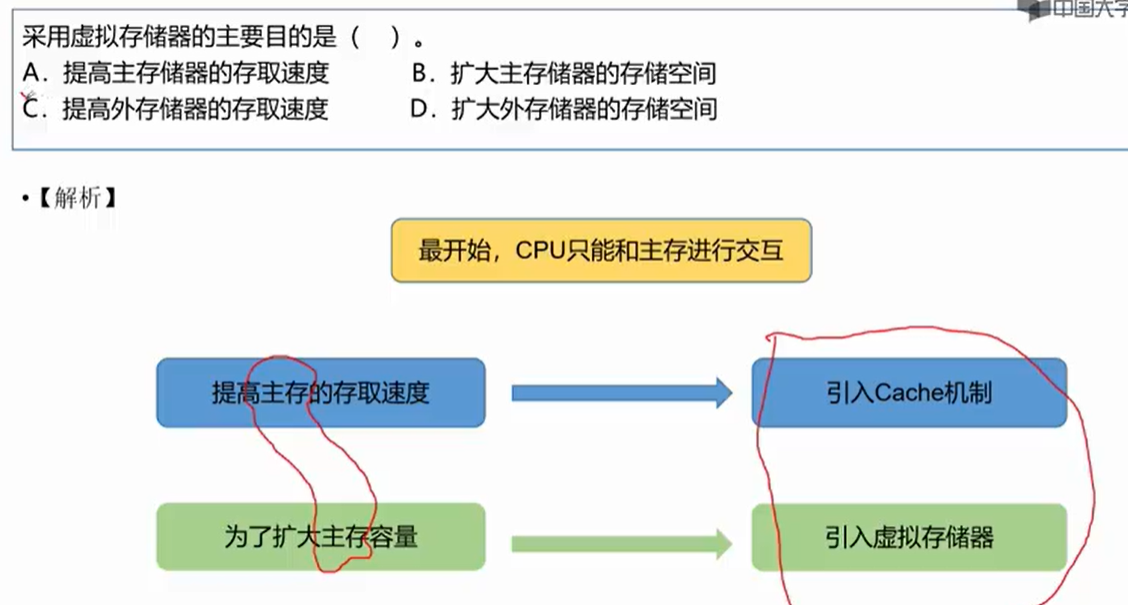 中国大学
采用虚拟存储器的主要目的是（ ）。
A．提高主存储器的存取速度 B．扩大主存储器的存储空间
C．提高外存储器的存取速度 D．扩大外存储器的存储空间
•【解析】
最开始，CPU只能和主存进行交互
提高主存的存取速度 引入Cache机制
为了扩大主存容量 引入虚拟存储器